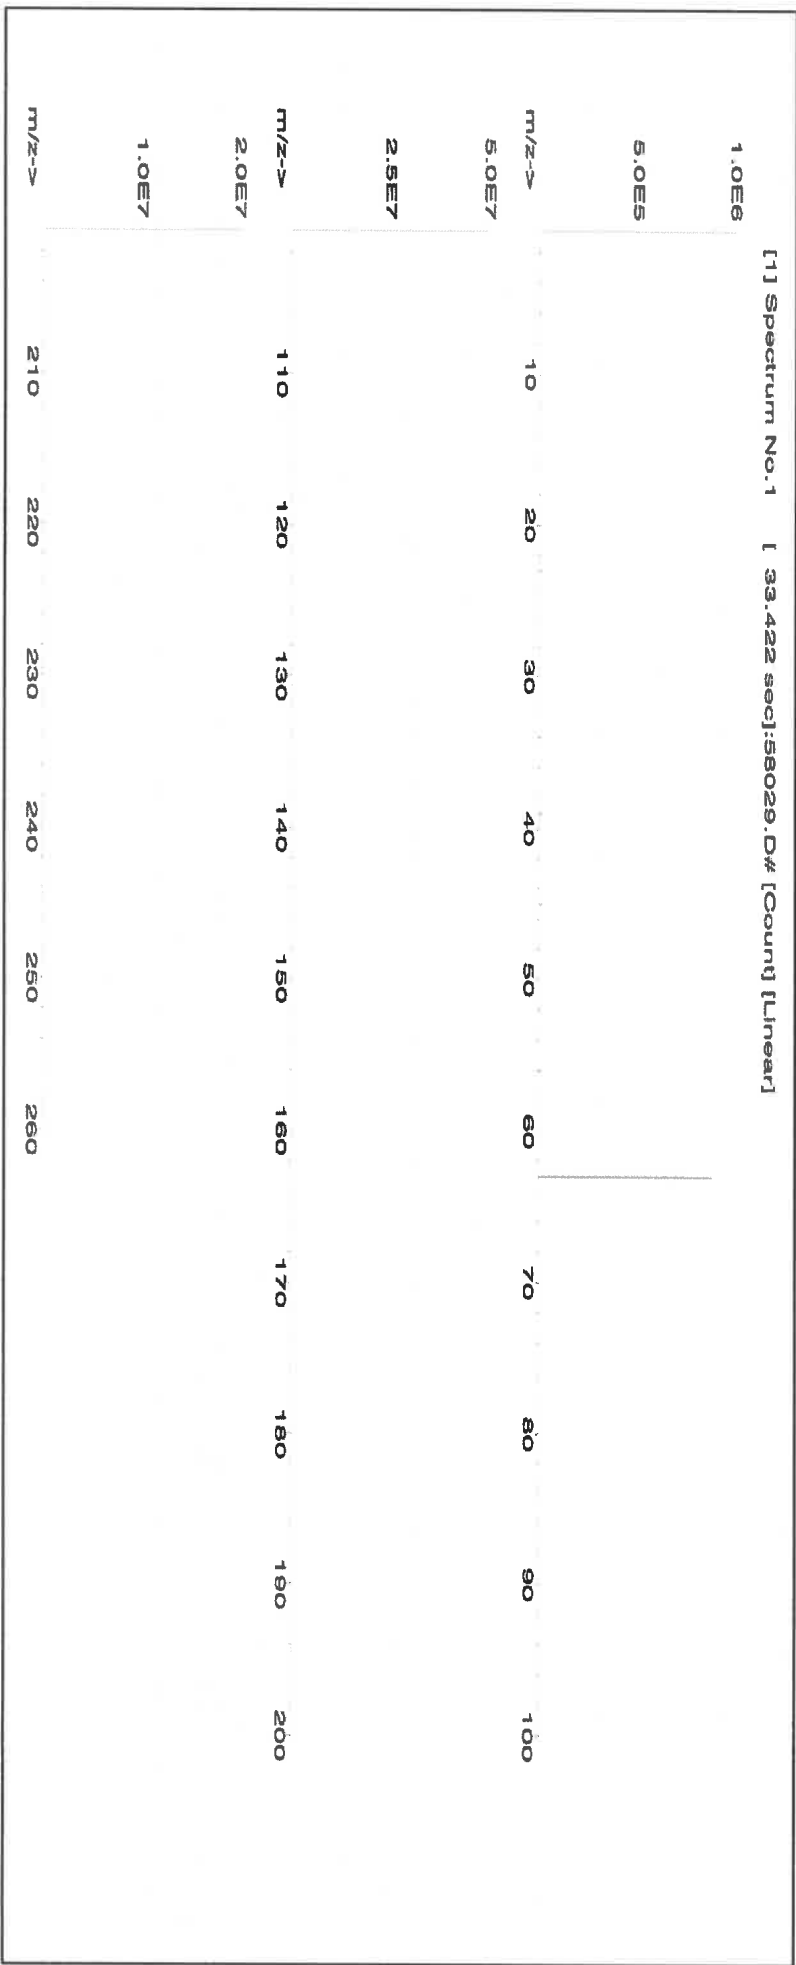 [1] Spectrum No.1 [ 33.422 sec]:58029.D# [Count] [Linear]
1.0E6
5.0E5
m/z-> 10 20 30 40 50 60 70 80 90 100
5.0E7
2.5E7
m/z-> 110 120 130 140 150 160 170 180 190 200
2.0E7
1.0E7
m/z-> 210 220 230 240 250 260